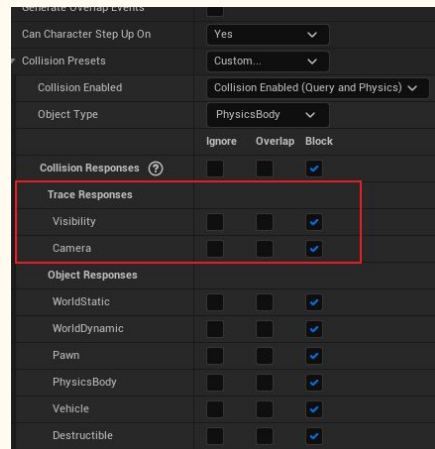 Generate Overlap Events
Can Character Step Up On Yes
Collision Presets Custom...
Collision Enabled Collision Enabled (Query and Physics)
Object Type PhysicsBody
Ignore Overlap Block
Collision Responses ?
Trace Responses
Visibility
Camera
Object Responses
WorldStatic
WorldDynamic
Pawn
PhysicsBody
Vehicle
Destructible